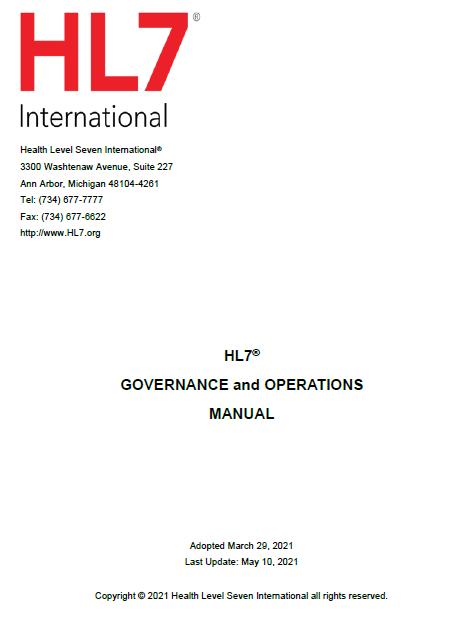 HL7®
International
Health Level Seven International®
3300 Washtenaw Avenue, Suite 227
Ann Arbor, Michigan 48104-4261
Tel: (734) 677-7777
Fax: (734) 677-6622
http://www.HL7.org
HL7®
GOVERNANCE and OPERATIONS
MANUAL
Adopted March 29, 2021
Last Update: May 10, 2021
Copyright © 2021 Health Level Seven International all rights reserved.